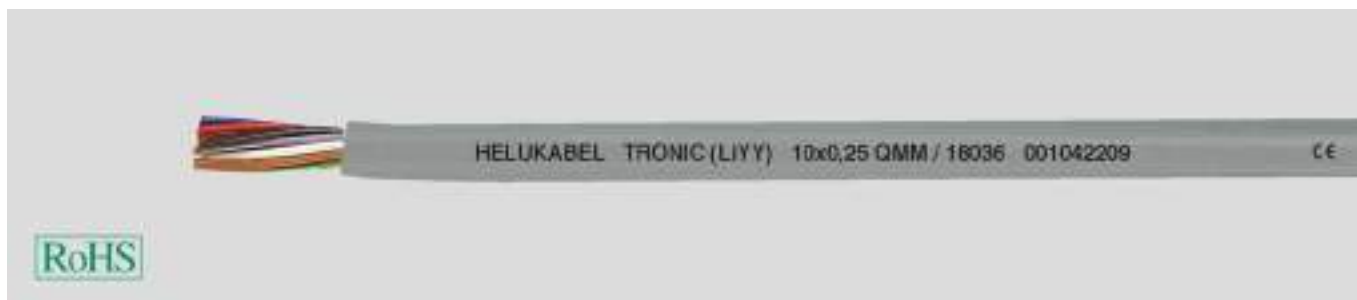 HELUKABEL TRONIC (LiYY) 10x0,25 QMM / 18036 001042209 CE
RoHS